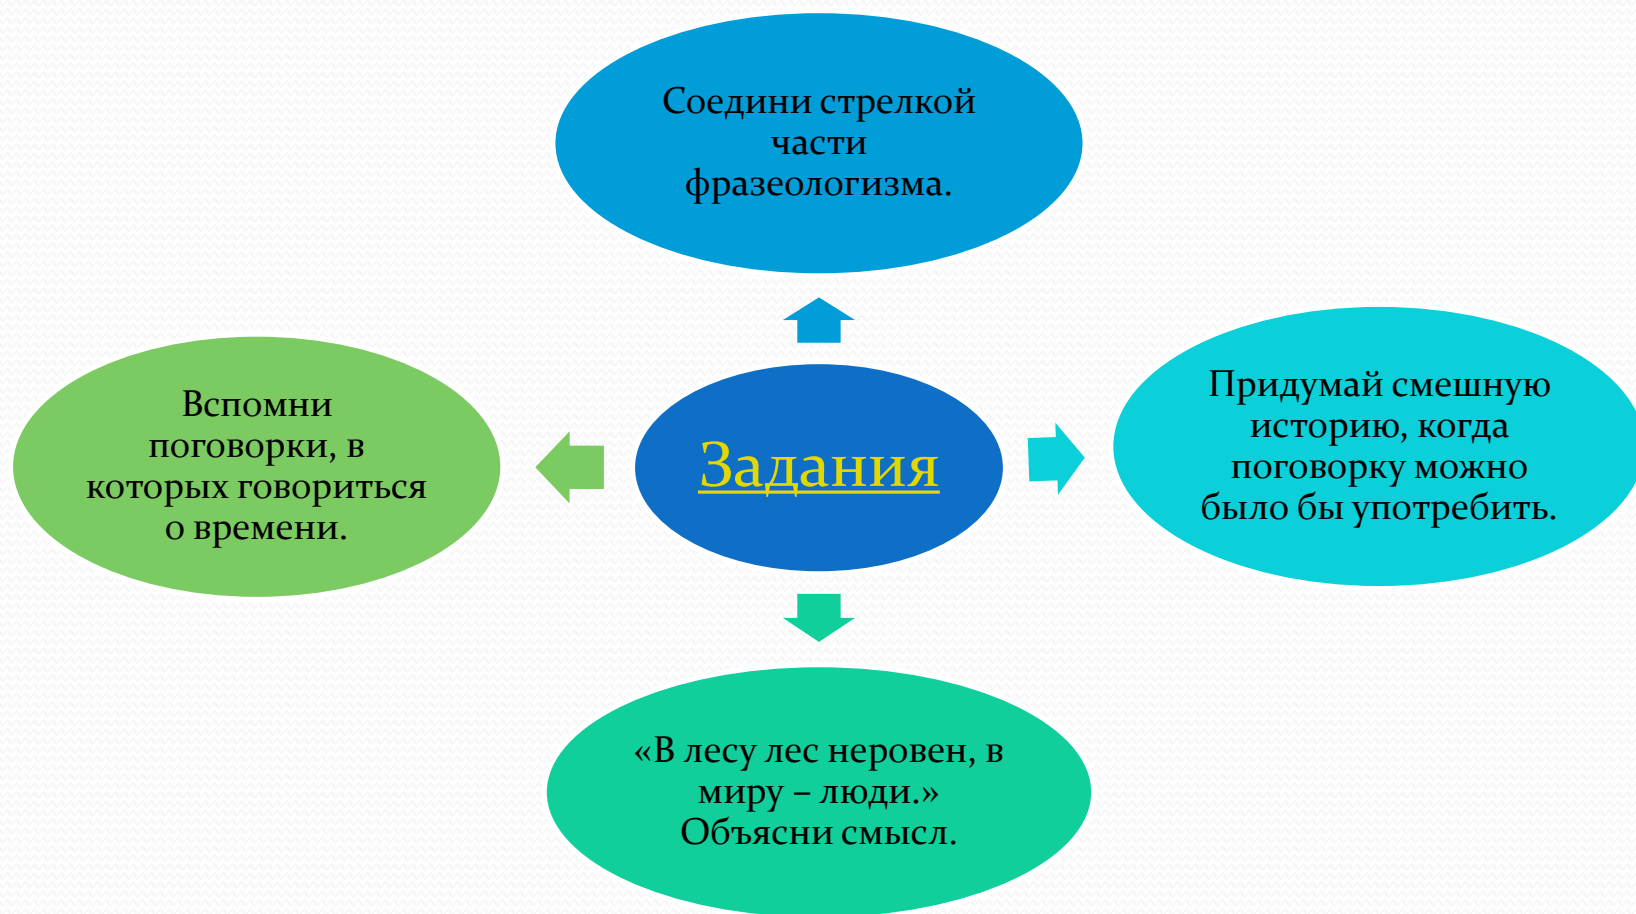 Соедини стрелкой
части
фразеологизма.
Придумай смешную
историю, когда
поговорку можно
было бы употребить.
Вспомни
поговорки, в
которых говориться
о времени.
Задания
«В лесу лес неровен, в
миру – люди.»
Объясни смысл.